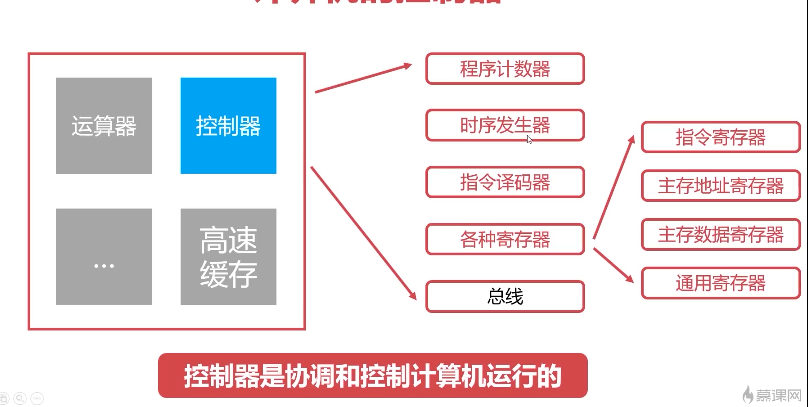 运算器
控制器
...
高速
缓存
程序计数器
时序发生器
指令译码器
各种寄存器
总线
指令寄存器
主存地址寄存器
主存数据寄存器
通用寄存器
控制器是协调和控制计算机运行的
慕课网